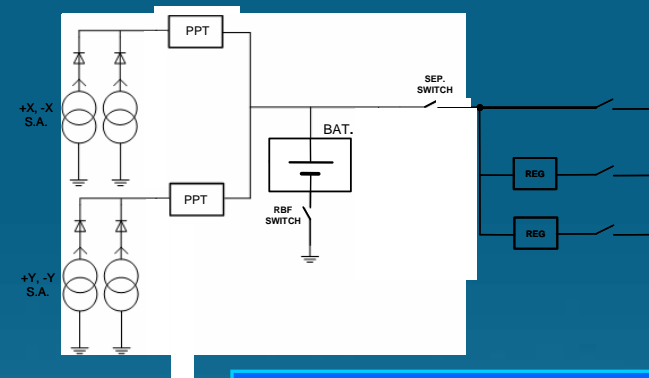 PPT
SEP.
SWITCH
+X, -X
S.A.
BAT.
REG
PPT
RBF
SWITCH
REG
+Y, -Y
S.A.